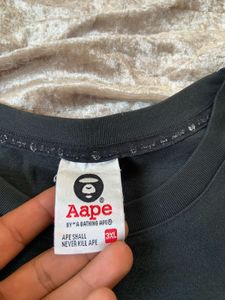 Aape
BY *A BATHING APE®
APE SHALL
NEVER KILL APE.
3XL